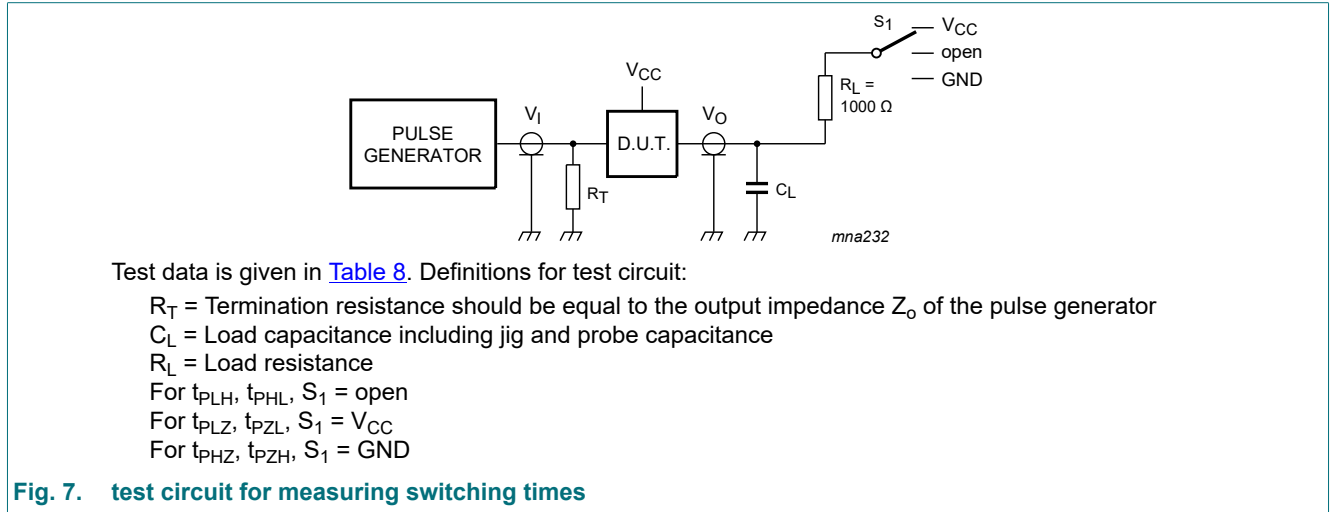 S1
VCC
open
GND
RL =
1000 Ω
VCC
VI
VO
PULSE
GENERATOR
D.U.T.
RT
CL
mna232
Test data is given in Table 8. Definitions for test circuit:
RT = Termination resistance should be equal to the output impedance Zo of the pulse generator
CL = Load capacitance including jig and probe capacitance
RL = Load resistance
For tPLH, tPHL, S1 = open
For tPLZ, tPZL, S1 = VCC
For tPHZ, tPZH, S1 = GND
Fig. 7. test circuit for measuring switching times